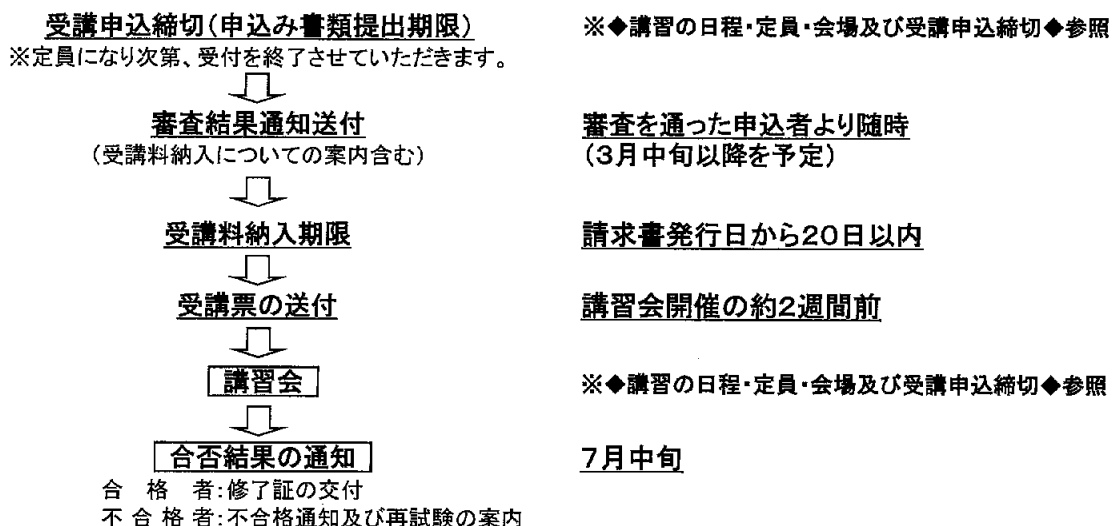 受講申込締切(申込み書類提出期限)
※◆講習の日程・定員・会場及び受講申込締切◆参照
※定員になり次第、受付を終了させていただきます。
審査結果通知送付
審査を通った申込者より随時
(受講料納入についての案内含む)
(3月中旬以降を予定)
受講料納入期限
請求書発行日から20日以内
受講票の送付
講習会開催の約2週間前
講習会
※◆講習の日程・定員・会場及び受講申込締切◆参照
合否結果の通知
7月中旬
合 格 者:修了証の交付
不 合 格 者:不合格通知及び再試験の案内